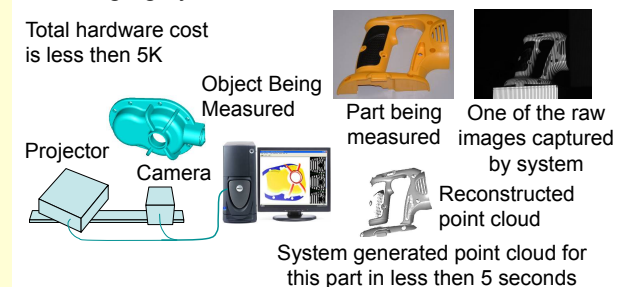 Total hardware cost
is less then 5K
Object Being
Measured
Projector
Camera
Part being
measured
One of the raw
images captured
by system
Reconstructed
point cloud
System generated point cloud for
this part in less then 5 seconds